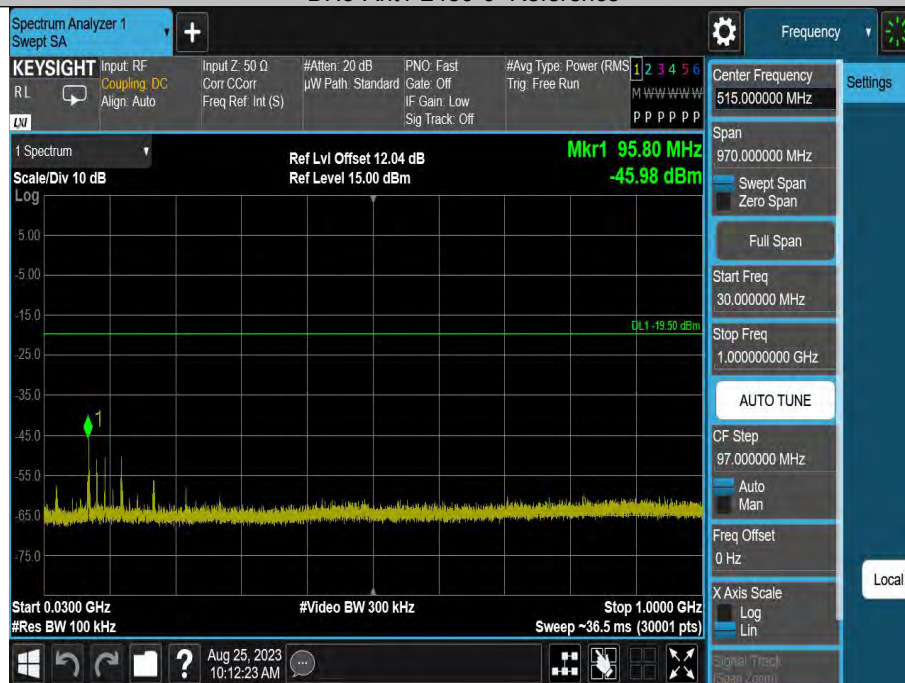 Spectrum Analyzer 1
Swept SA
Frequency
KEYSIGHT
RL
LXI
Input: RF
Coupling: DC
Align: Auto
Input Z: 50 Ω
Corr CCorr
Freq Ref: Int (S)
#Atten: 20 dB
µW Path: Standard
PNO: Fast
Gate: Off
IF Gain: Low
Sig Track: Off
#Avg Type: Power (RMS
Trig: Free Run
1 2 3 4 5 6
M W W W W W
P P P P P P
Center Frequency
515.000000 MHz
Settings
1 Spectrum
Ref Lvl Offset 12.04 dB
Mkr1 95.80 MHz
Scale/Div 10 dB
Ref Level 15.00 dBm
-45.98 dBm
Log
5.00
-5.00
-15.0
-25.0
-35.0
-45.0
-55.0
-65.0
-75.0
DL1 -19.50 dBm
1
Start 0.0300 GHz
#Video BW 300 kHz
Stop 1.0000 GHz
#Res BW 100 kHz
Sweep ~36.5 ms (30001 pts)
Span
970.000000 MHz
Swept Span
Zero Span
Full Span
Start Freq
30.000000 MHz
Stop Freq
1.000000000 GHz
AUTO TUNE
CF Step
97.000000 MHz
Auto
Man
Freq Offset
0 Hz
X Axis Scale
Log
Lin
Signal Track
(Span Zoom)
Local
?
Aug 25, 2023
10:12:23 AM